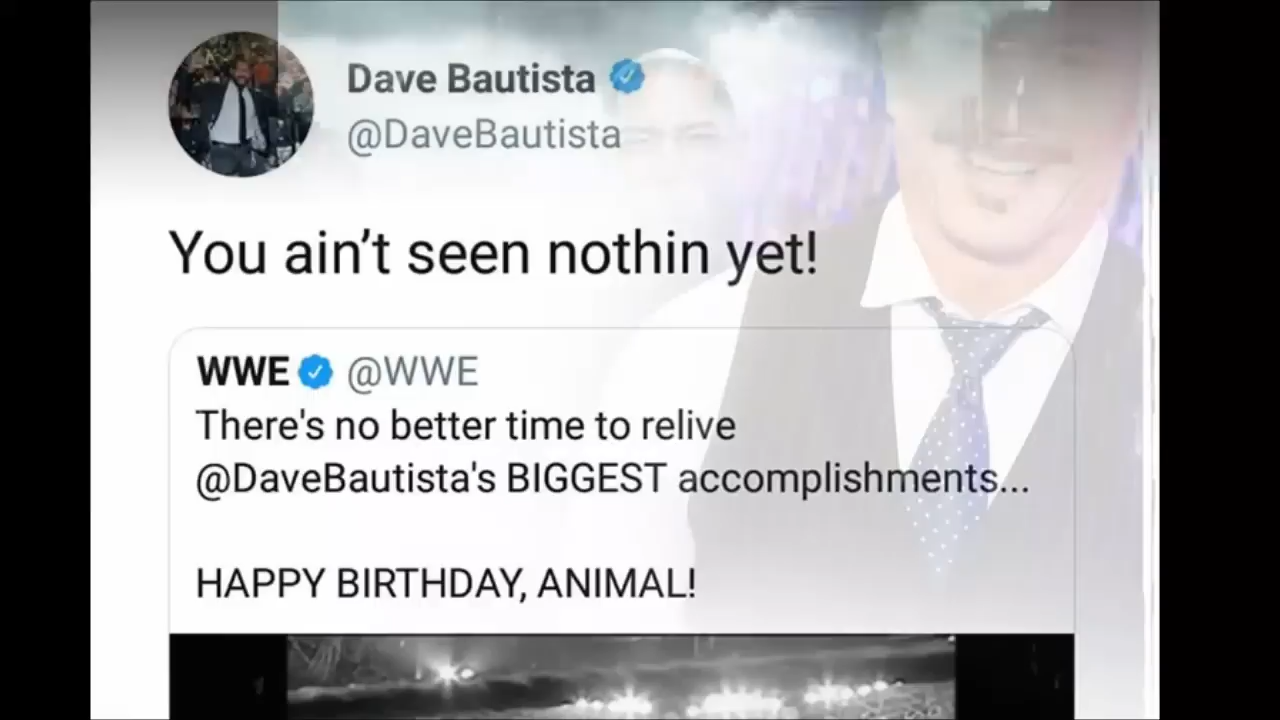 Dave Bautista
@DaveBautista
You ain't seen nothin yet!
WWE @WWE
There's no better time to relive
@DaveBautista's BIGGEST accomplishments...
HAPPY BIRTHDAY, ANIMAL!